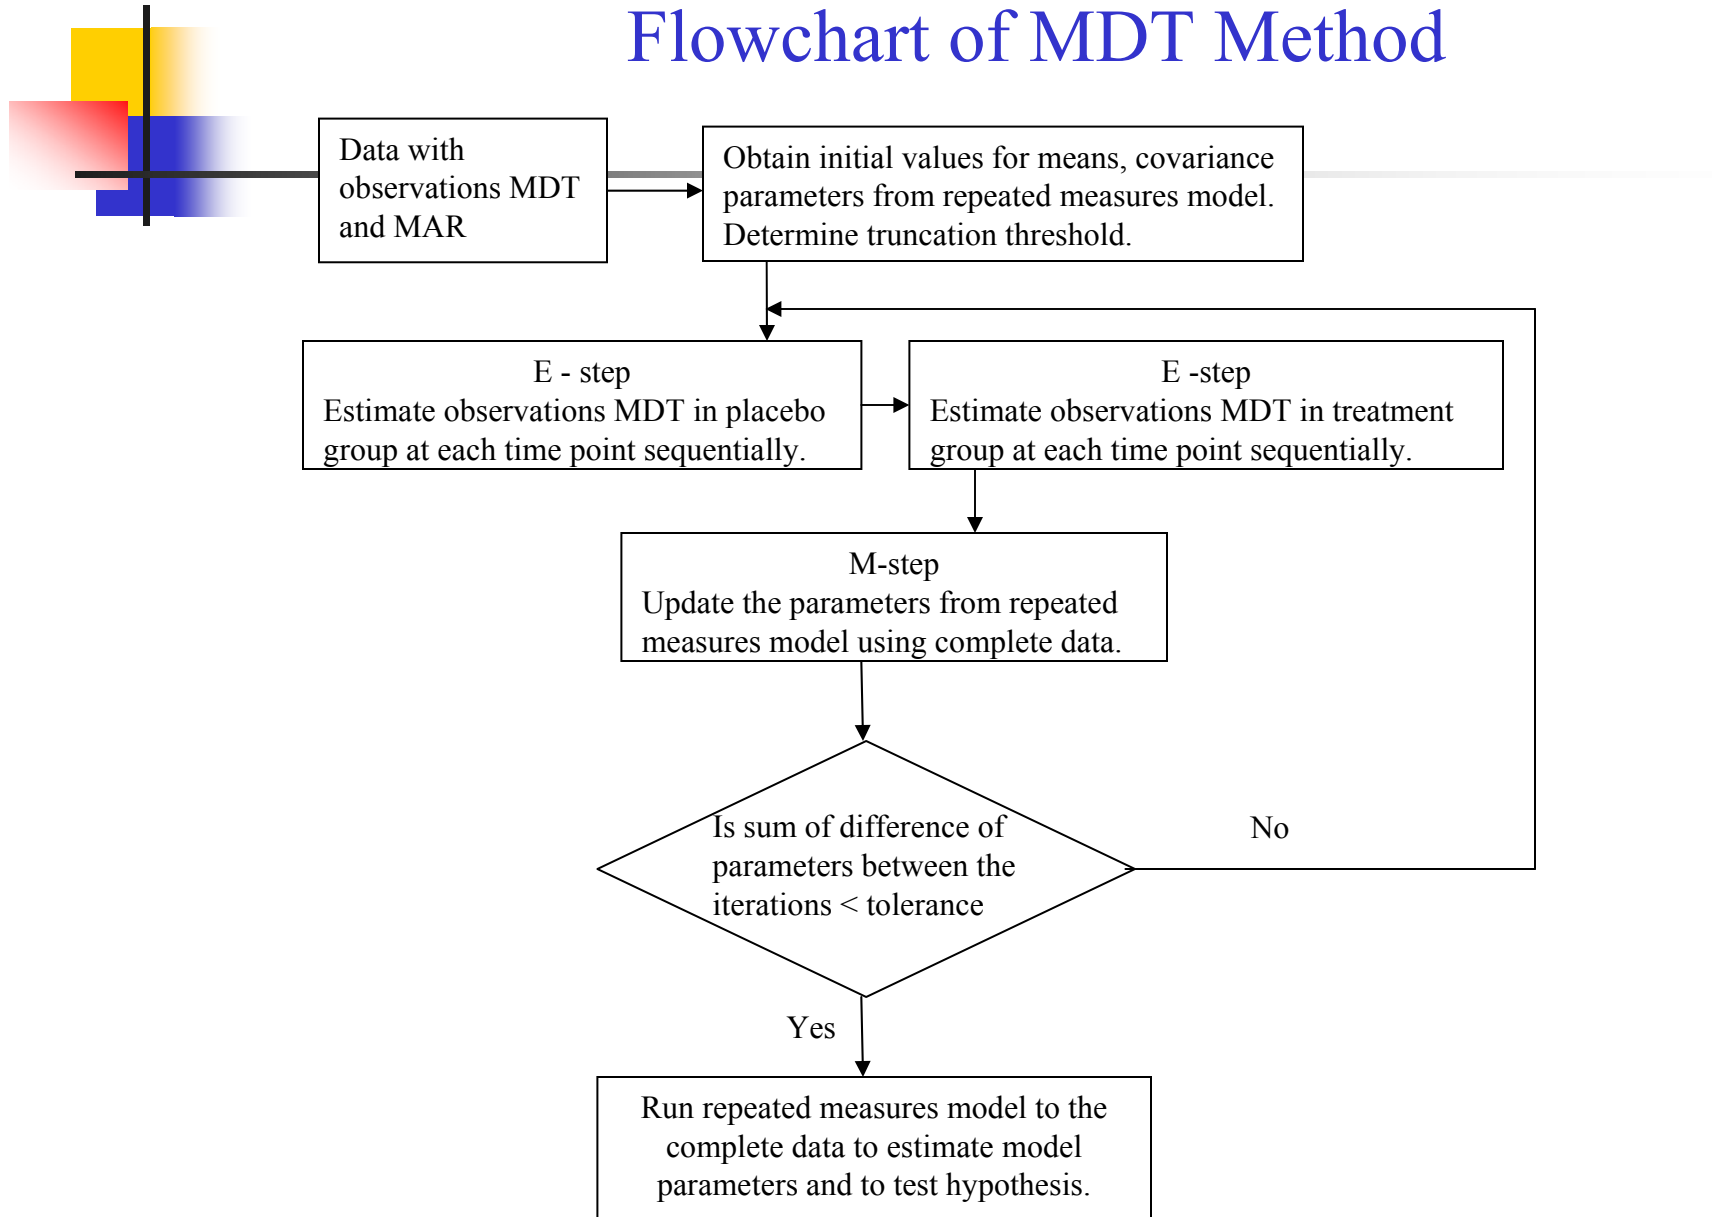 Flowchart of MDT Method
Data with
observations MDT
and MAR
Obtain initial values for means, covariance
parameters from repeated measures model.
Determine truncation threshold.
E - step
Estimate observations MDT in placebo
group at each time point sequentially.
E -step
Estimate observations MDT in treatment
group at each time point sequentially.
M-step
Update the parameters from repeated
measures model using complete data.
Is sum of difference of
parameters between the
iterations < tolerance
No
Yes
Run repeated measures model to the
complete data to estimate model
parameters and to test hypothesis.